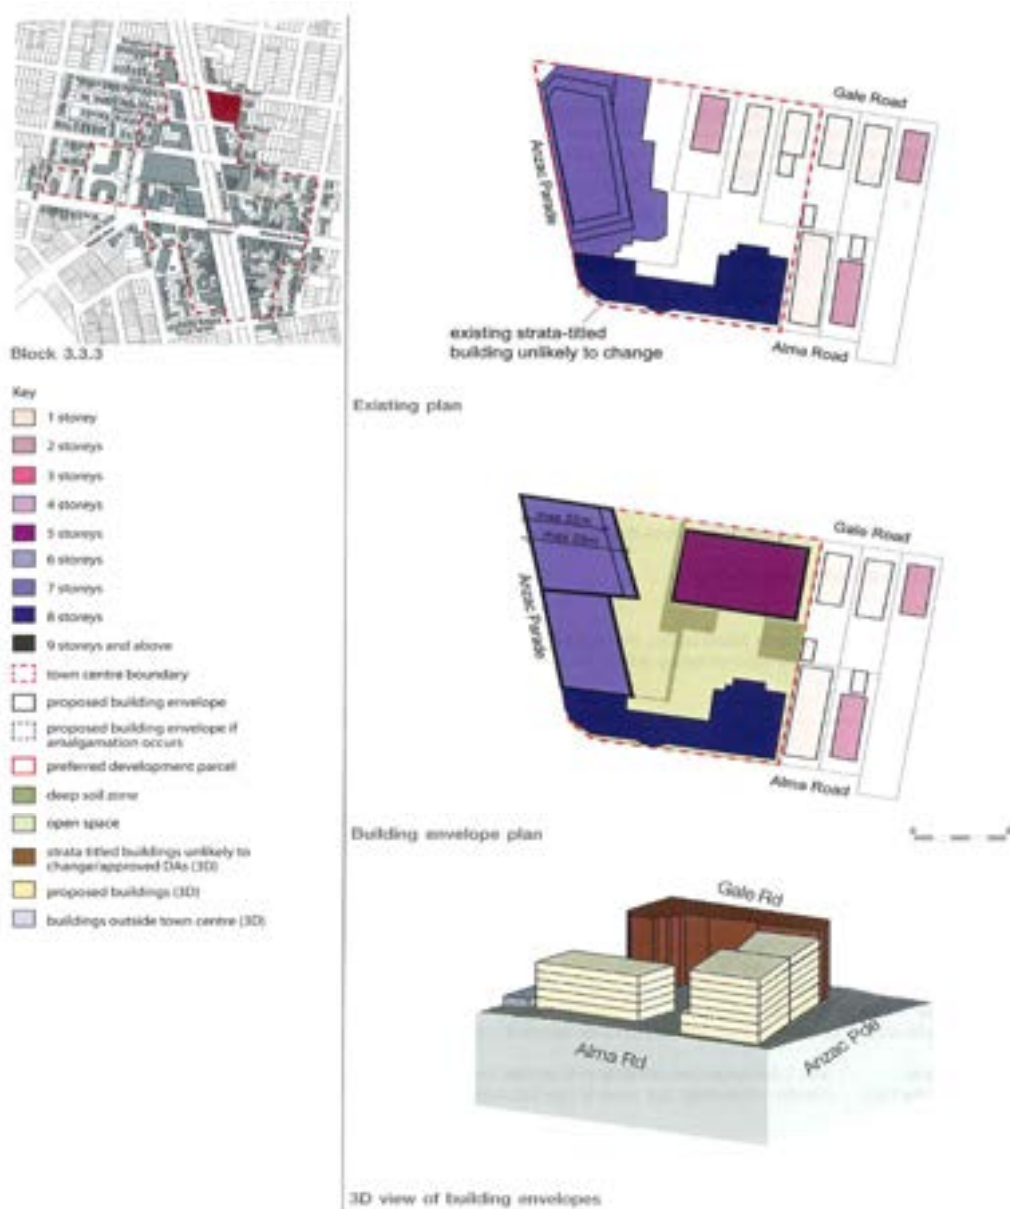 Block 3.3.3
Key
1 storey
2 storeys
3 storeys
4 storeys
5 storeys
6 storeys
7 storeys
8 storeys
9 storeys and above
town centre boundary
proposed building envelope
proposed building envelope if
amalgamation occurs
preferred development parcel
deep soil zone
open space
strata titled buildings unlikely to
change/approved DAs (3D)
proposed buildings (3D)
buildings outside town centre (3D)
Gale Road
Anzac Parade
existing strata-titled
building unlikely to change
Alma Road
Existing plan
Gale Road
Anzac Parade
Alma Road
Building envelope plan
Gale Rd
Alma Rd
Anzac Pde
3D view of building envelopes